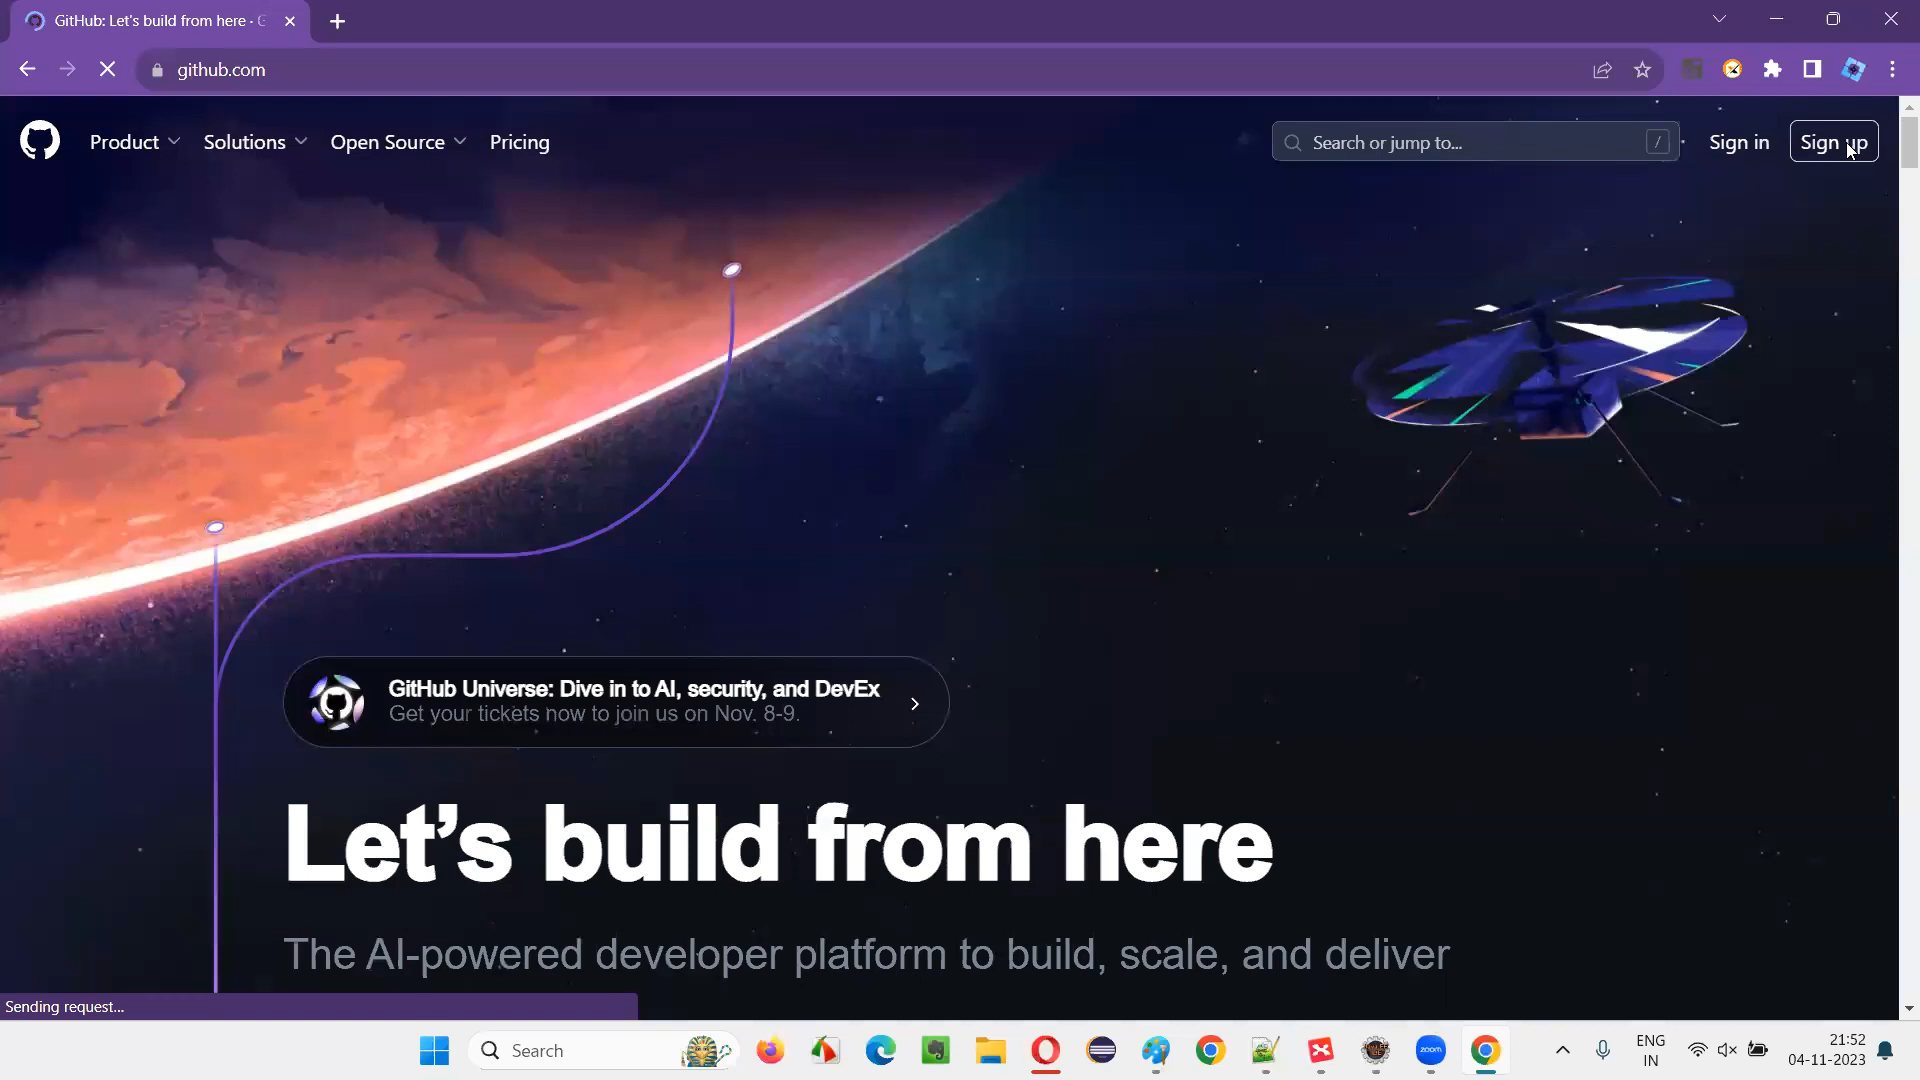 GitHub: Let's build from here · G
github.com
Product
Solutions
Open Source
Pricing
Search or jump to...
/
Sign in
Sign up
GitHub Universe: Dive in to AI, security, and DevEx
Get your tickets now to join us on Nov. 8-9.
Let's build from here
The AI-powered developer platform to build, scale, and deliver
Sending request...
Search
zoom
ENG
IN
21:52
04-11-2023